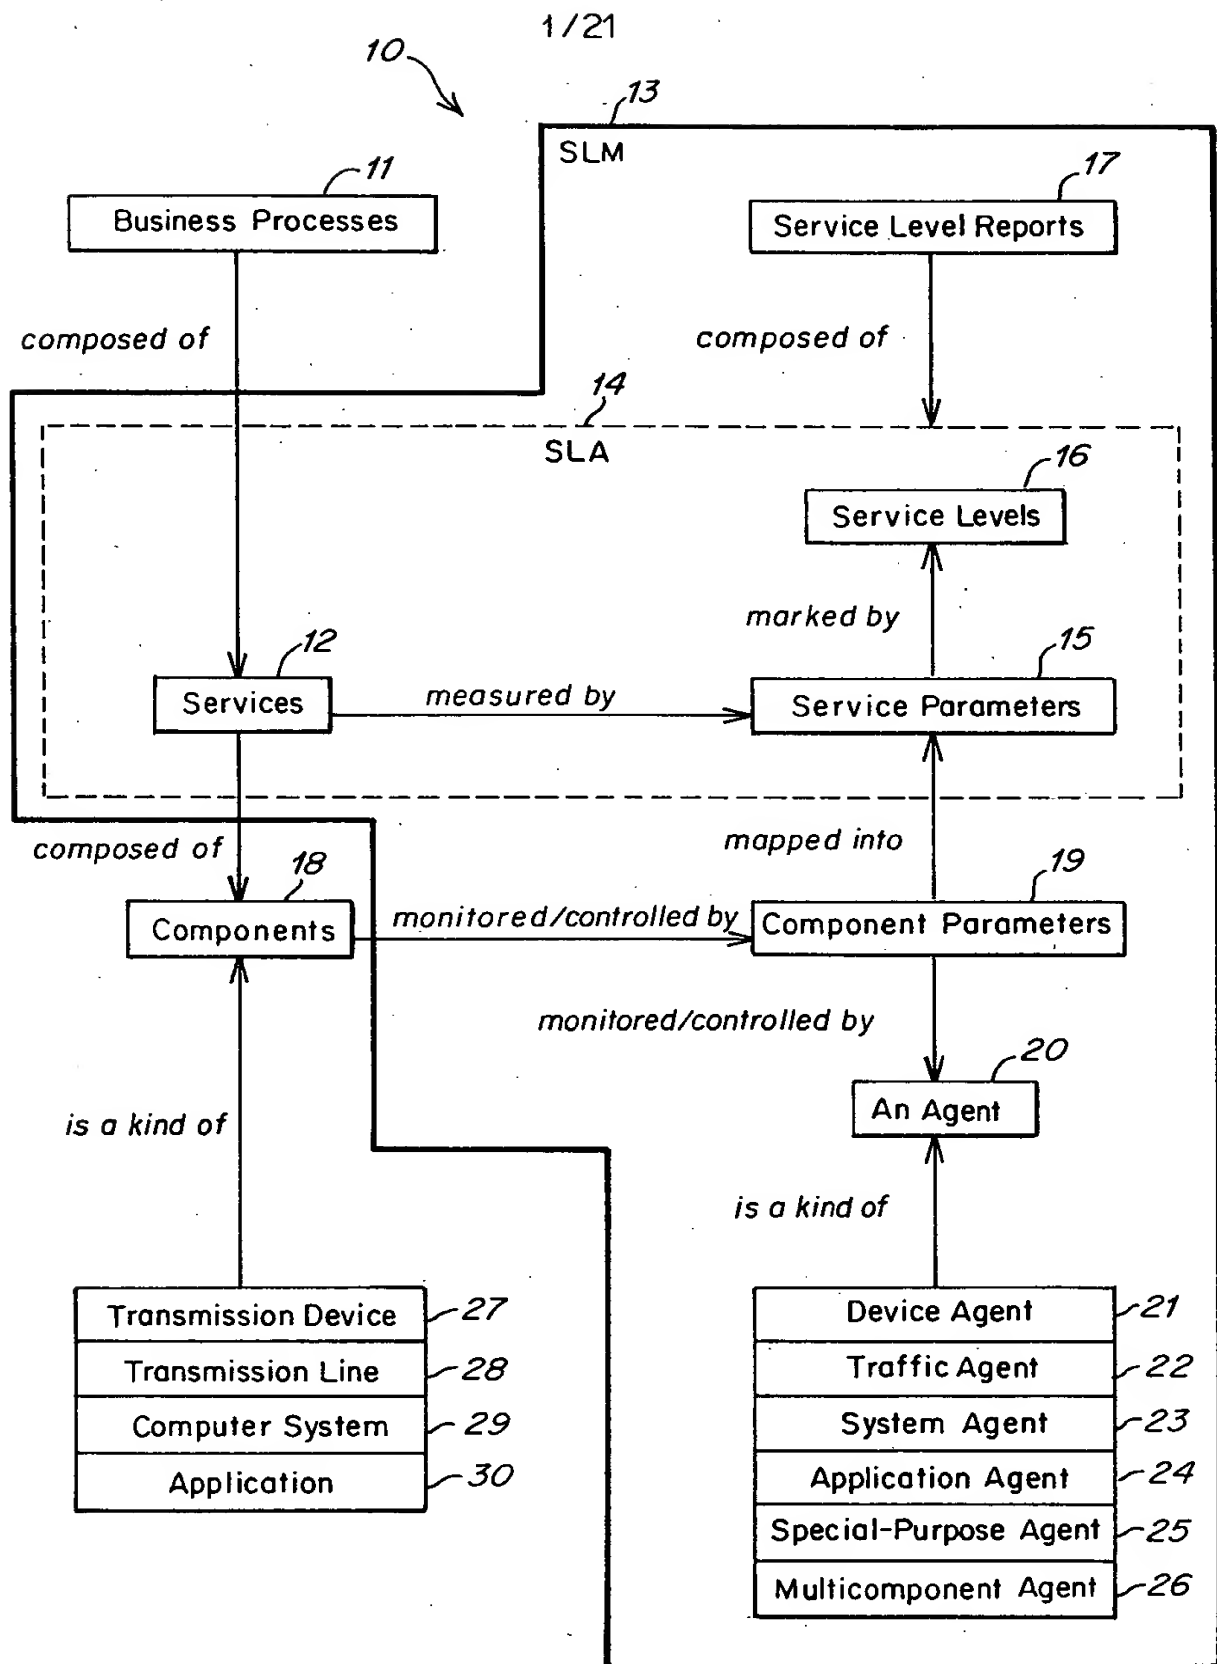 1/21
10
13
SLM
11
Business Processes
17
Service Level Reports
composed of
composed of
14
SLA
16
Service Levels
marked by
12
Services
measured by
15
Service Parameters
composed of
mapped into
18
Components
monitored/controlled by
19
Component Parameters
monitored/controlled by
20
An Agent
is a kind of
is a kind of
Transmission Device 27
Transmission Line 28
Computer System 29
Application 30
Device Agent 21
Traffic Agent 22
System Agent 23
Application Agent 24
Special-Purpose Agent 25
Multicomponent Agent 26